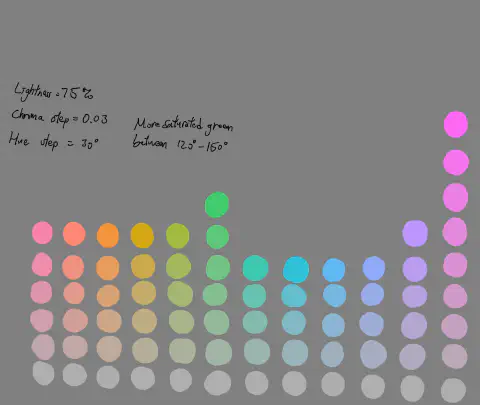 Lightness = 75%
Chroma step = 0.03
Hue step = 30°
More saturated green
between 120° - 150°